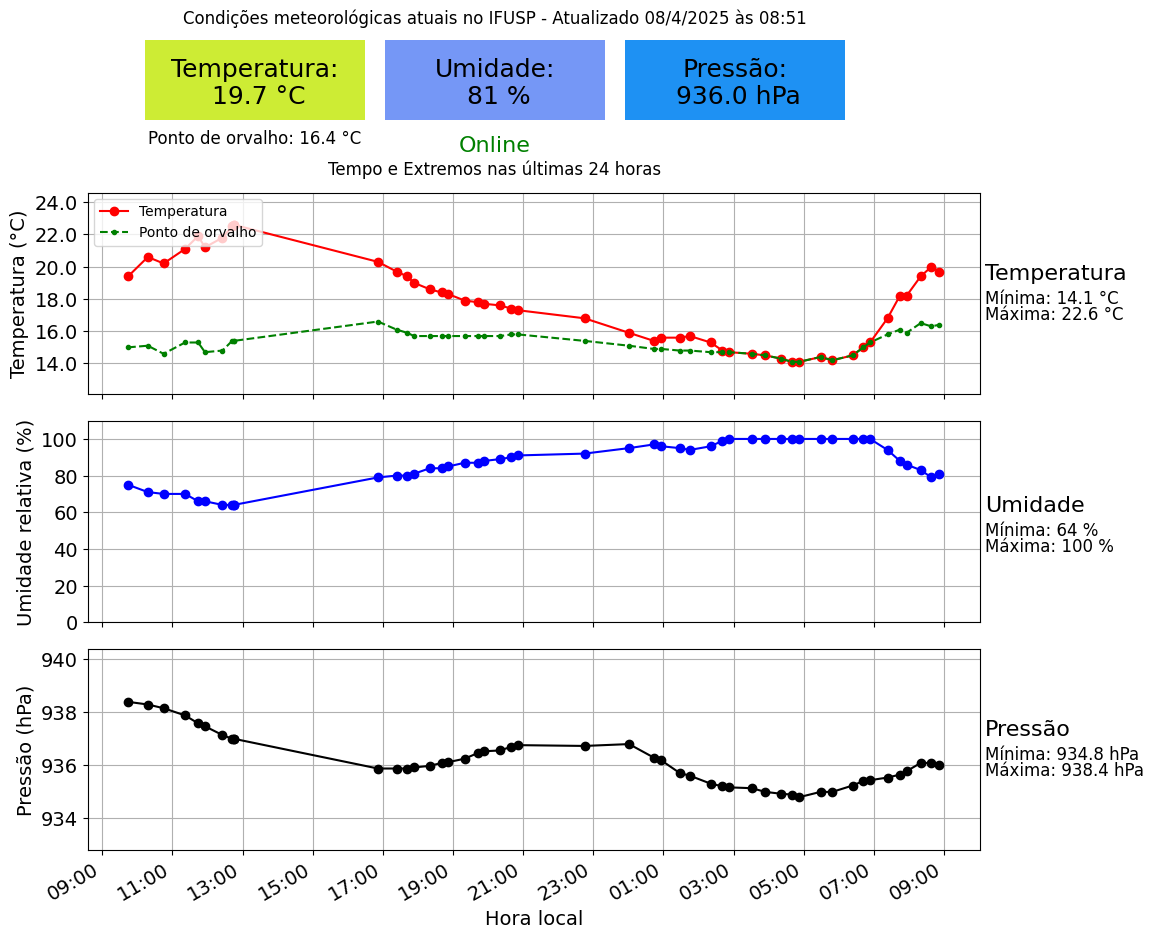 Condições meteorológicas atuais no IFUSP - Atualizado 08/4/2025 às 08:51
Temperatura:
19.7 °C
Umidade:
81 %
Pressão:
936.0 hPa
Ponto de orvalho: 16.4 °C
Online
Tempo e Extremos nas últimas 24 horas
Temperatura (°C)
24.0
22.0
20.0
18.0
16.0
14.0
Temperatura
Ponto de orvalho
Temperatura
Mínima: 14.1 °C
Máxima: 22.6 °C
Umidade relativa (%)
100
80
60
40
20
0
Umidade
Mínima: 64 %
Máxima: 100 %
Pressão (hPa)
940
938
936
934
Pressão
Mínima: 934.8 hPa
Máxima: 938.4 hPa
09:00
11:00
13:00
15:00
17:00
19:00
21:00
23:00
01:00
03:00
05:00
07:00
09:00
Hora local